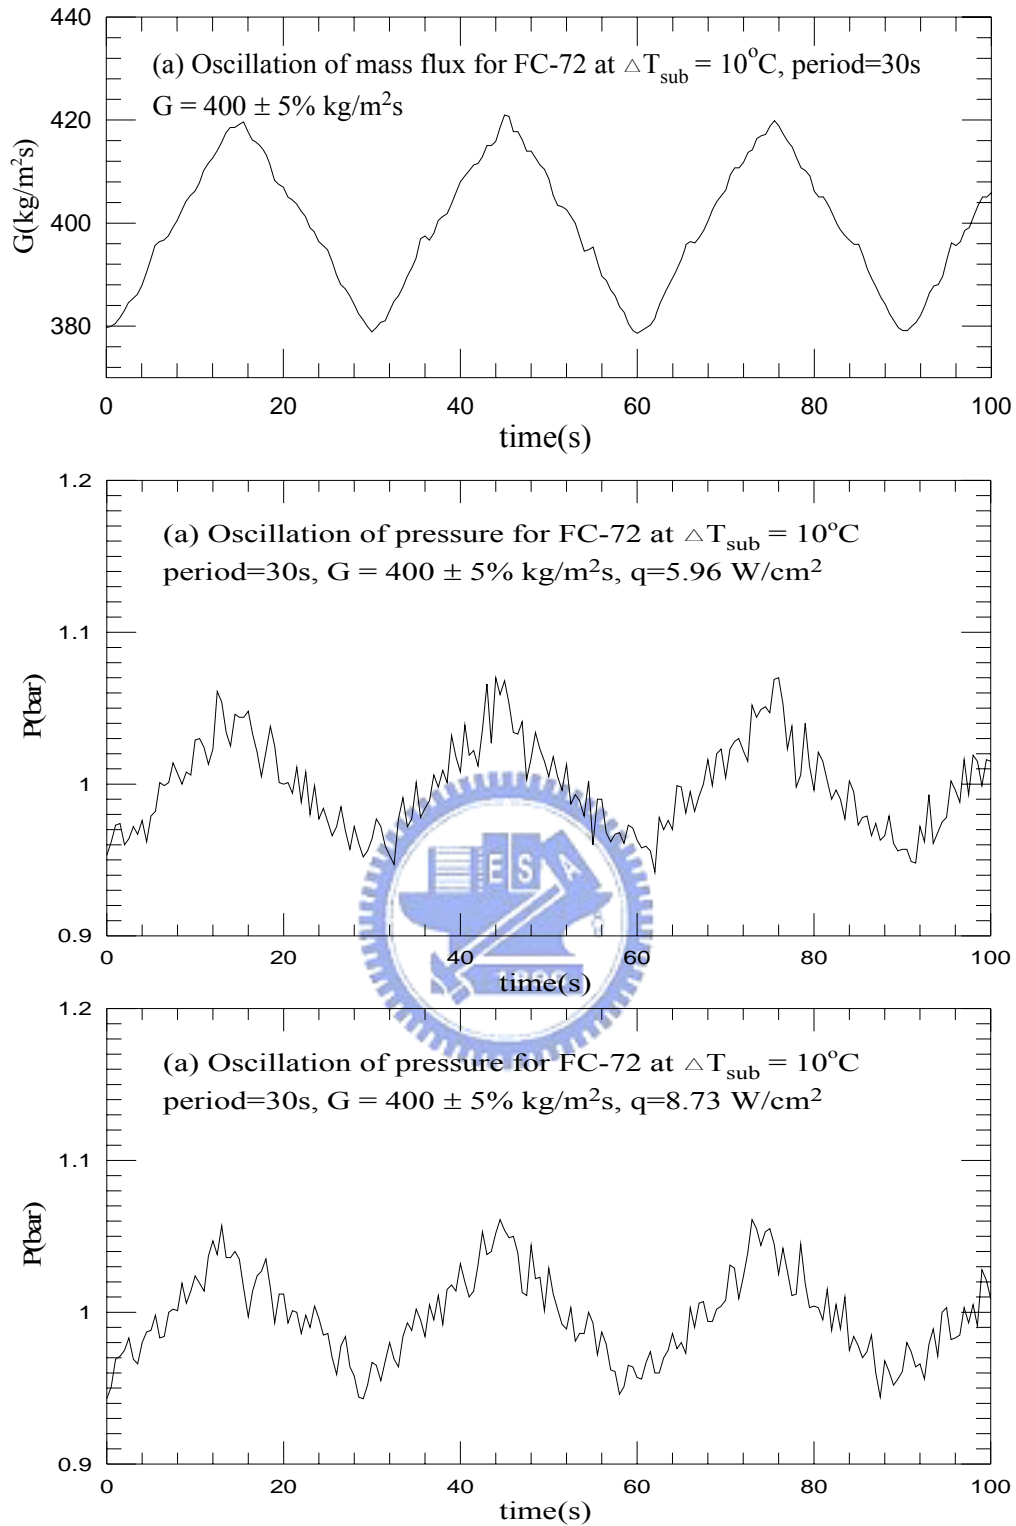 440
420
400
380
G(kg/m²s)
(a) Oscillation of mass flux for FC-72 at △T_sub = 10°C, period=30s
G = 400 ± 5% kg/m²s
0 20 40 60 80 100
time(s)
1.2
1.1
1
0.9
P(bar)
(a) Oscillation of pressure for FC-72 at △T_sub = 10°C
period=30s, G = 400 ± 5% kg/m²s, q=5.96 W/cm²
E S A
0 20 40 60 80 100
1896
time(s)
1.2
1.1
1
0.9
P(bar)
(a) Oscillation of pressure for FC-72 at △T_sub = 10°C
period=30s, G = 400 ± 5% kg/m²s, q=8.73 W/cm²
0 20 40 60 80 100
time(s)